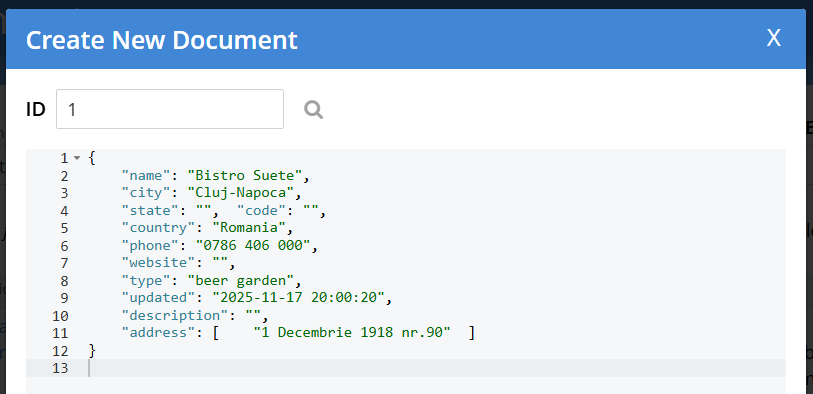 Create New Document X
ID 1
1 {
2 "name": "Bistro Suete",
3 "city": "Cluj-Napoca",
4 "state": "", "code": "",
5 "country": "Romania",
6 "phone": "0786 406 000",
7 "website": "",
8 "type": "beer garden",
9 "updated": "2025-11-17 20:00:20",
10 "description": "",
11 "address": [ "1 Decembrie 1918 nr.90" ]
12 }
13